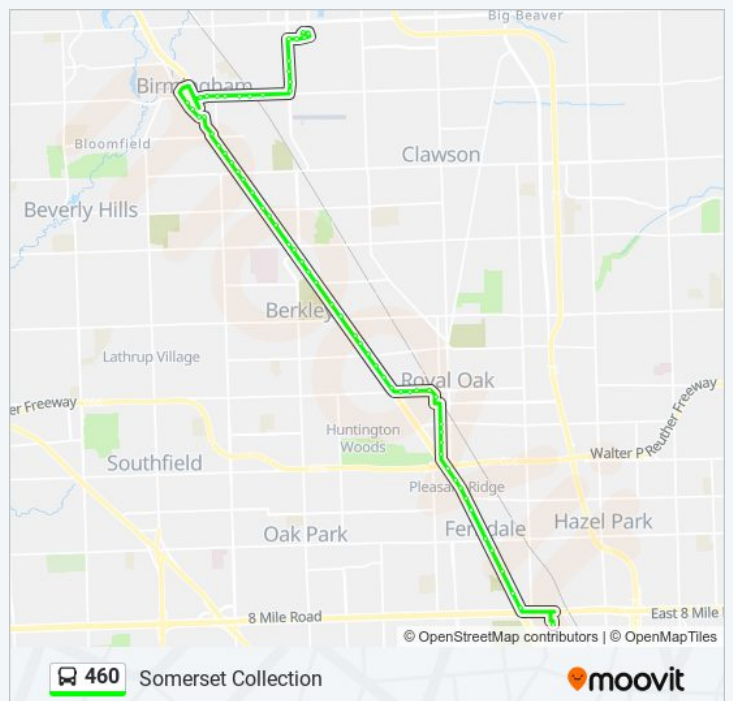 Big Beaver
Birmingham
Bloomfield
Clawson
Beverly Hills
Berkley
Lathrup Village
Royal Oak
er Freeway
Huntington
Woods
Walter P Reuther Freeway
Southfield
Pleasant Ridge
Oak Park
Ferndale
Hazel Park
8 Mile Road
East 8 Mile
© OpenStreetMap contributors | © OpenMapTiles
460 Somerset Collection
moovit